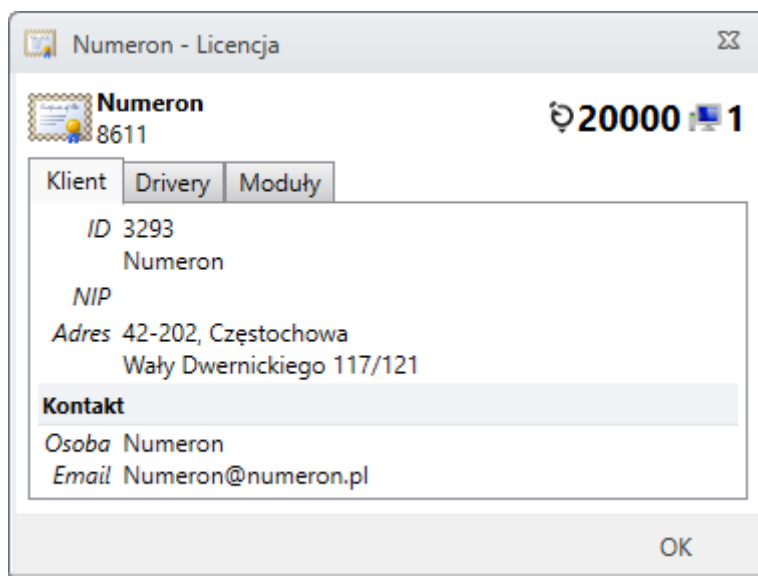 Numeron - Licencja
Numeron
8611
20000 1
Klient Drivery Moduły
ID 3293
Numeron
NIP
Adres 42-202, Częstochowa
Wały Dwernickiego 117/121
Kontakt
Osoba Numeron
Email Numeron@numeron.pl
OK